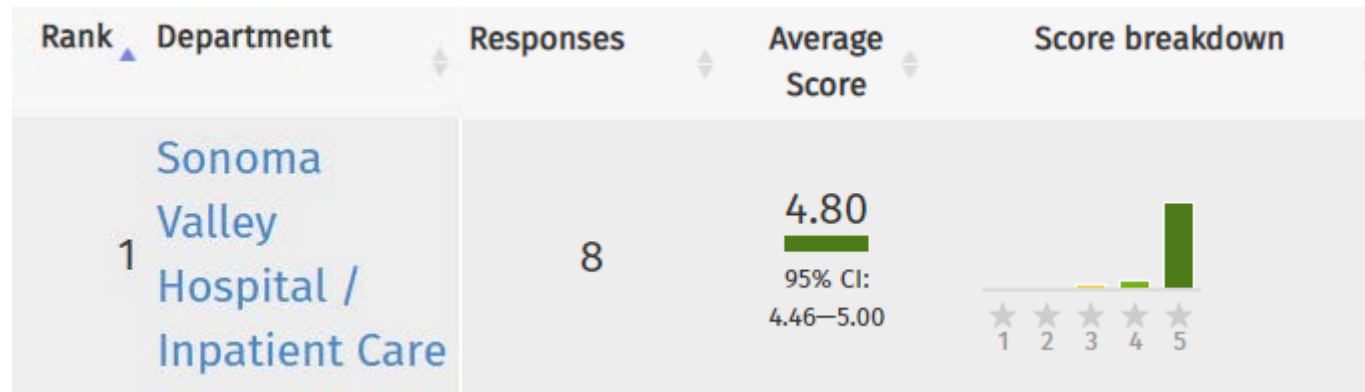 Rank Department Responses Average Score Score breakdown
1
Sonoma
Valley
Hospital /
Inpatient Care
8
4.80
95% CI:
4.46—5.00
1 2 3 4 5